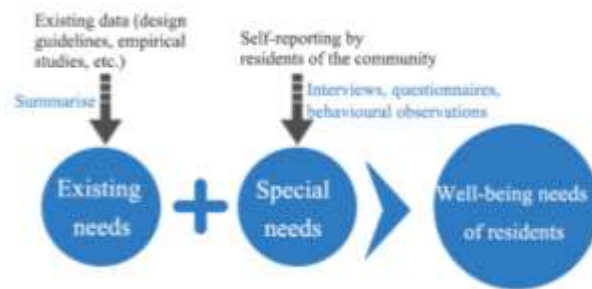 Existing data (design
guidelines, empirical
studies, etc.)
Summarise
Self-reporting by
residents of the community
Interviews, questionnaires,
behavioural observations
Existing
needs
Special
needs
Well-being needs
of residents